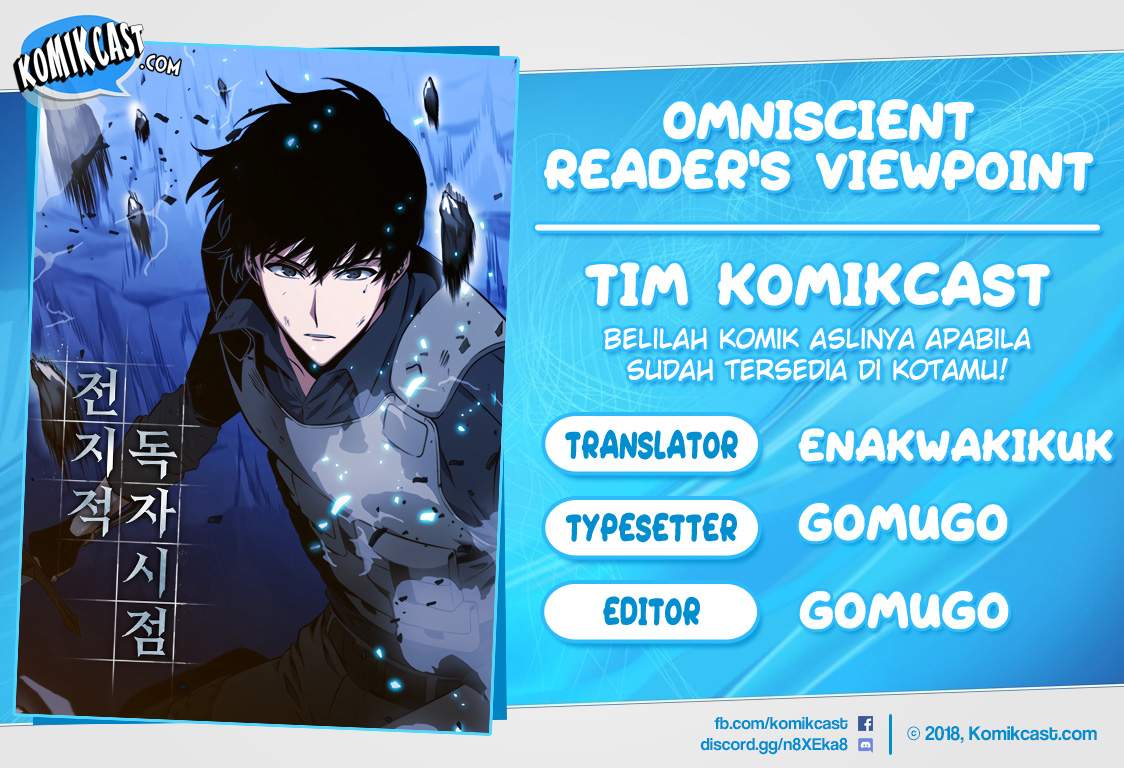 KOMIKCAST
.COM
전지적
독자시점
OMNISCIENT
READER'S VIEWPOINT
TIM KOMIKCAST
BELILAH KOMIK ASLINYA APABILA
SUDAH TERSEDIA DI KOTAMU!
TRANSLATOR ENAKWAKIKUK
TYPESETTER GOMUGO
EDITOR GOMUGO
fb.com/komikcast
discord.gg/n8XEka8
© 2018, Komikcast.com